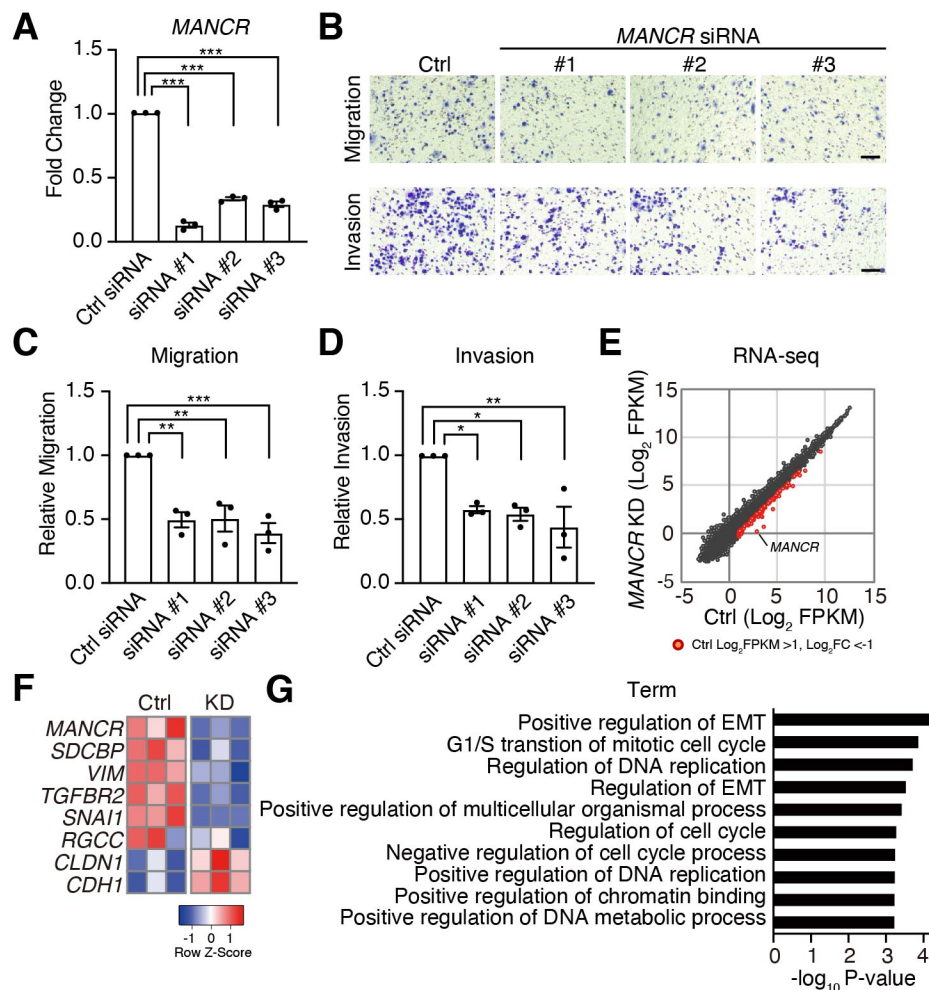 A
MANCR
1.5
1.0
0.5
0.0
Fold Change
***
***
***
Ctrl siRNA
siRNA #1
siRNA #2
siRNA #3
B
MANCR siRNA
Ctrl
#1
#2
#3
Migration
Invasion
C
Migration
1.5
1.0
0.5
0.0
Relative Migration
***
**
**
Ctrl siRNA
siRNA #1
siRNA #2
siRNA #3
D
Invasion
1.5
1.0
0.5
0.0
Relative Invasion
**
*
*
Ctrl siRNA
siRNA #1
siRNA #2
siRNA #3
E
RNA-seq
MANCR KD (Log2 FPKM)
15
10
5
0
-5
MANCR
-5 0 5 10 15
Ctrl (Log2 FPKM)
Ctrl Log2FPKM >1, Log2FC <-1
F
Ctrl KD
MANCR
SDCBP
VIM
TGFBR2
SNAI1
RGCC
CLDN1
CDH1
-1 0 1
Row Z-Score
G
Term
Positive regulation of EMT
G1/S transtion of mitotic cell cycle
Regulation of DNA replication
Regulation of EMT
Positive regulation of multicellular organismal process
Regulation of cell cycle
Negative regulation of cell cycle process
Positive regulation of DNA replication
Positive regulation of chromatin binding
Positive regulation of DNA metabolic process
0 1 2 3 4
-log10 P-value